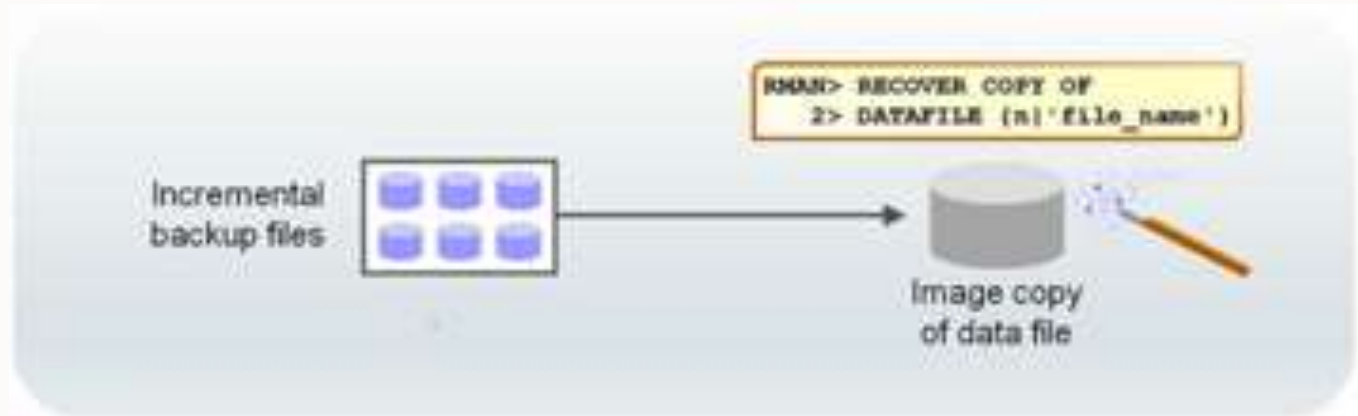 RMAN> RECOVER COPY OF
2> DATAFILE {n|'file_name'}
Incremental
backup files
Image copy
of data file